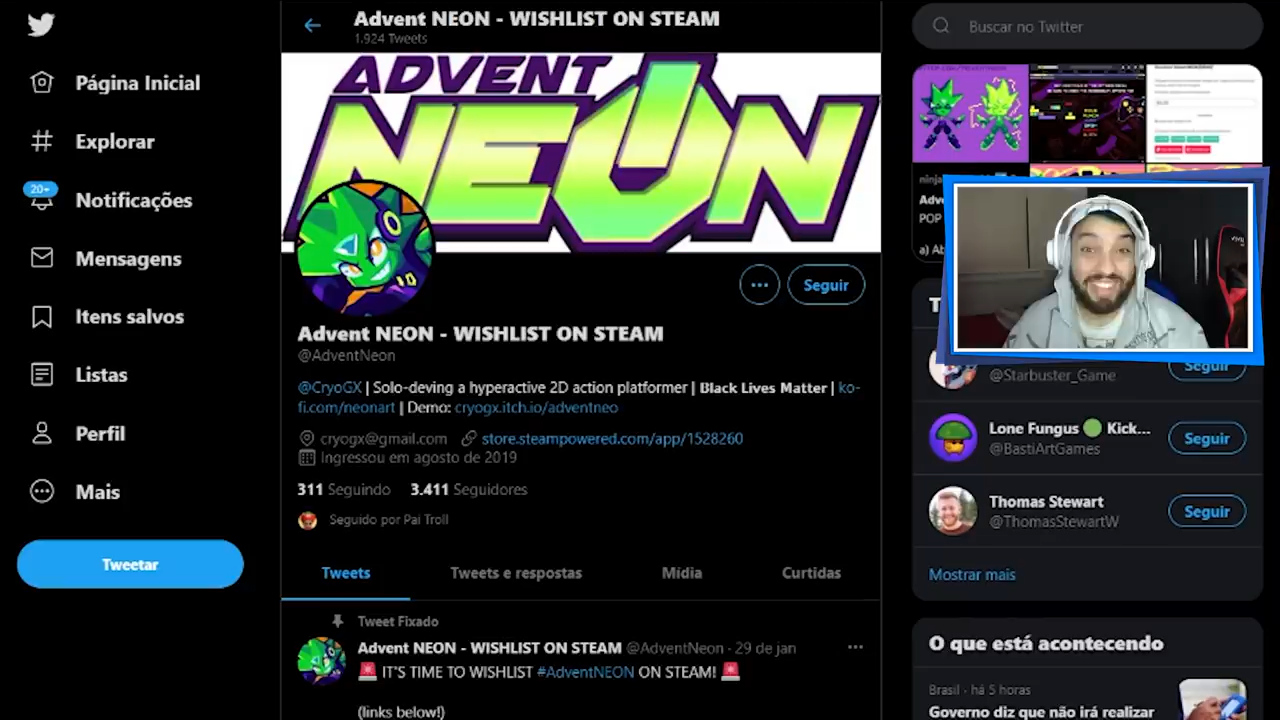 Página Inicial
Explorar
20+
Notificações
Mensagens
Itens salvos
Listas
Perfil
Mais
Tweetar
Advent NEON - WISHLIST ON STEAM
1.924 Tweets
ADVENT
NEON
Seguir
Advent NEON - WISHLIST ON STEAM
@AdventNeon
@CryoGX | Solo-deving a hyperactive 2D action platformer | Black Lives Matter | ko-
fi.com/neonart | Demo: cryogx.itch.io/adventneo
cryogx@gmail.com store.steampowered.com/app/1528260
Ingressou em agosto de 2019
311 Seguindo 3.411 Seguidores
Seguido por Pai Troll
Tweets Tweets e respostas Mídia Curtidas
Tweet Fixado
Advent NEON - WISHLIST ON STEAM @AdventNeon · 29 de jan
🚨 IT'S TIME TO WISHLIST #AdventNEON ON STEAM! 🚨
(links below!)
Buscar no Twitter
ninja
Adve
POP
a) Ab
T
@Starbuster_Game
Seguir
Lone Fungus 🟢 Kick...
@BastiArtGames
Seguir
Thomas Stewart
@ThomasStewartW
Seguir
Mostrar mais
O que está acontecendo
Brasil · há 5 horas
Governo diz que não irá realizar